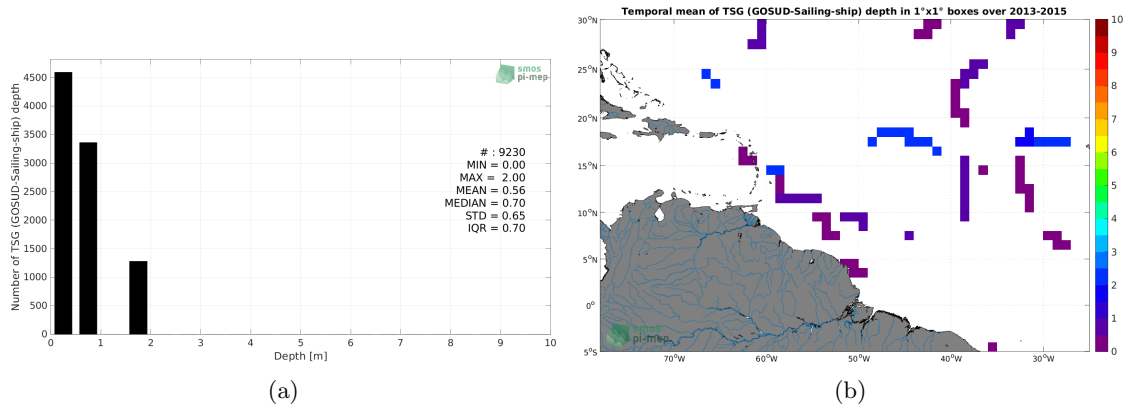 smos
pi-mep
Number of TSG (GOSUD-Sailing-ship) depth
4500
4000
3500
3000
2500
2000
1500
1000
500
0
# : 9230
MIN = 0.00
MAX = 2.00
MEAN = 0.56
MEDIAN = 0.70
STD = 0.65
IQR = 0.70
0 1 2 3 4 5 6 7 8 9 10
Depth [m]
(a)
Temporal mean of TSG (GOSUD-Sailing-ship) depth in 1°x1° boxes over 2013-2015
30°N
25°N
20°N
15°N
10°N
5°N
0°
5°S
70°W 60°W 50°W 40°W 30°W
smos
pi-mep
10
9
8
7
6
5
4
3
2
1
0
(b)